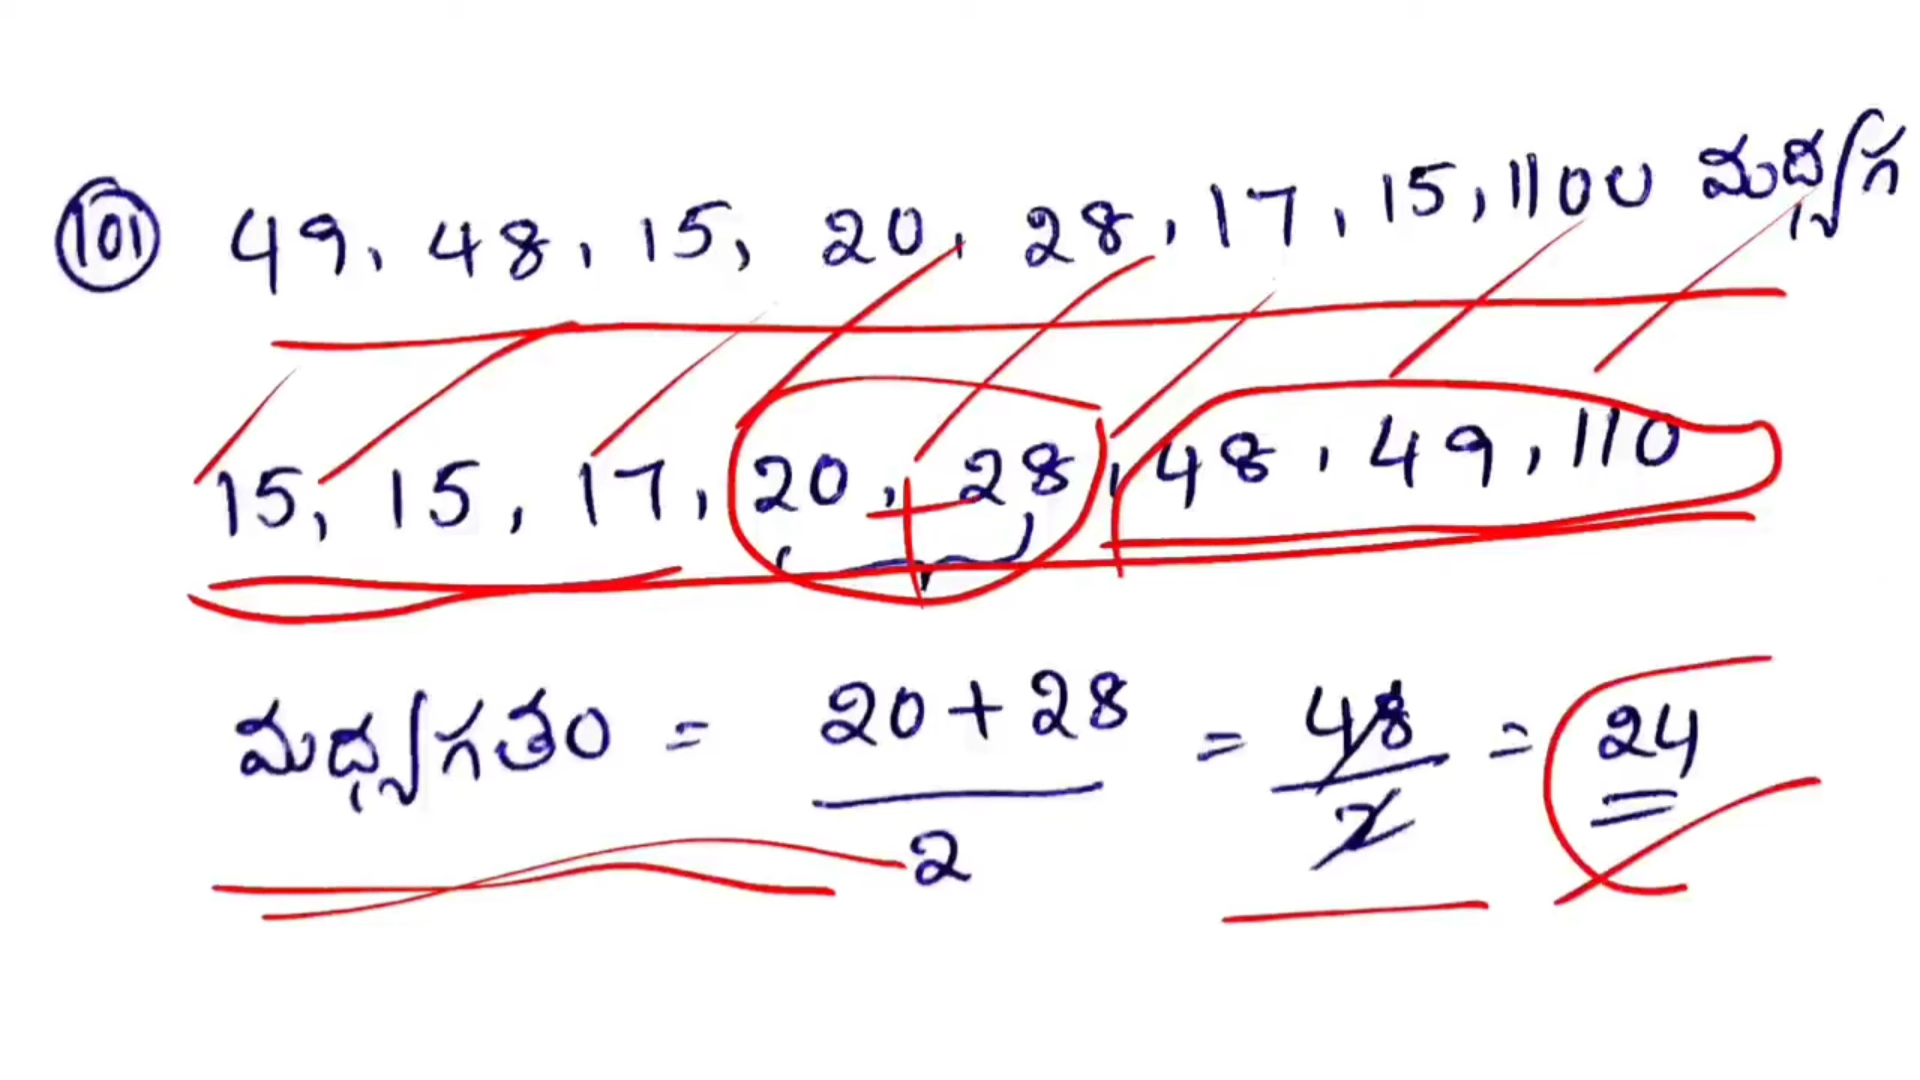 101 49, 48, 15, 20, 28, 17, 15, 110ల మధ్యగ
15, 15, 17, 20, 28, 48, 49, 110
మధ్యగతం = 20+28 / 2 = 48 / 2 = 24